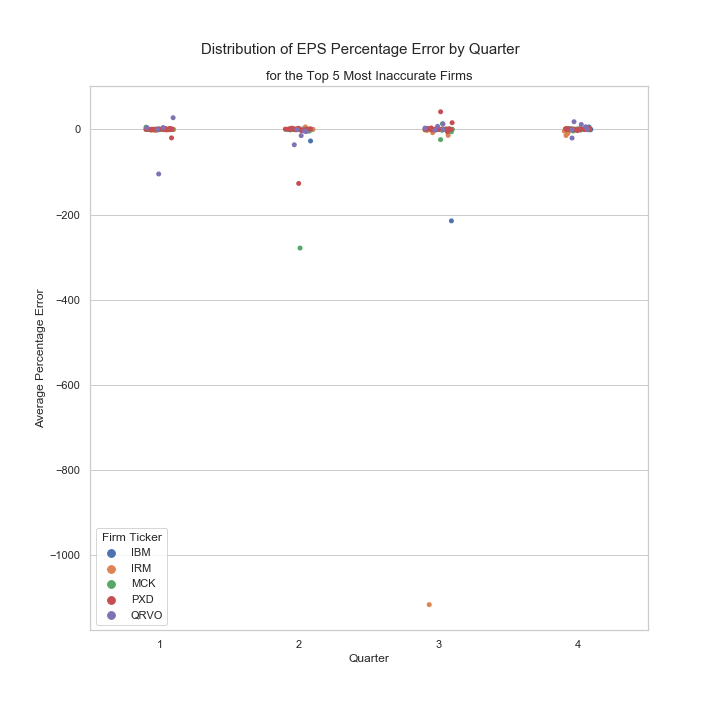 Distribution of EPS Percentage Error by Quarter
for the Top 5 Most Inaccurate Firms
0
−200
−400
−600
−800
−1000
Average Percentage Error
Firm Ticker
IBM
IRM
MCK
PXD
QRVO
1 2 3 4
Quarter